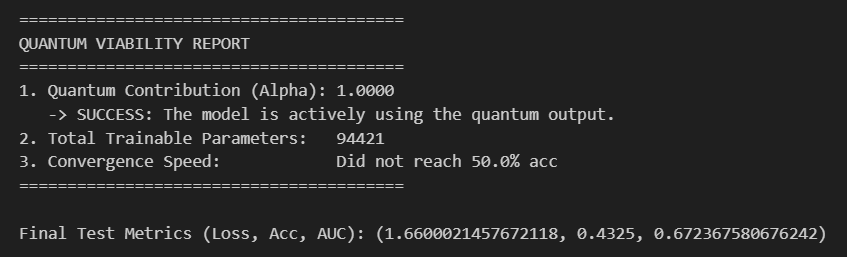 ========================================
QUANTUM VIABILITY REPORT
========================================
1. Quantum Contribution (Alpha): 1.0000
   -> SUCCESS: The model is actively using the quantum output.
2. Total Trainable Parameters:   94421
3. Convergence Speed:            Did not reach 50.0% acc
========================================

Final Test Metrics (Loss, Acc, AUC): (1.6600021457672118, 0.4325, 0.672367580676242)